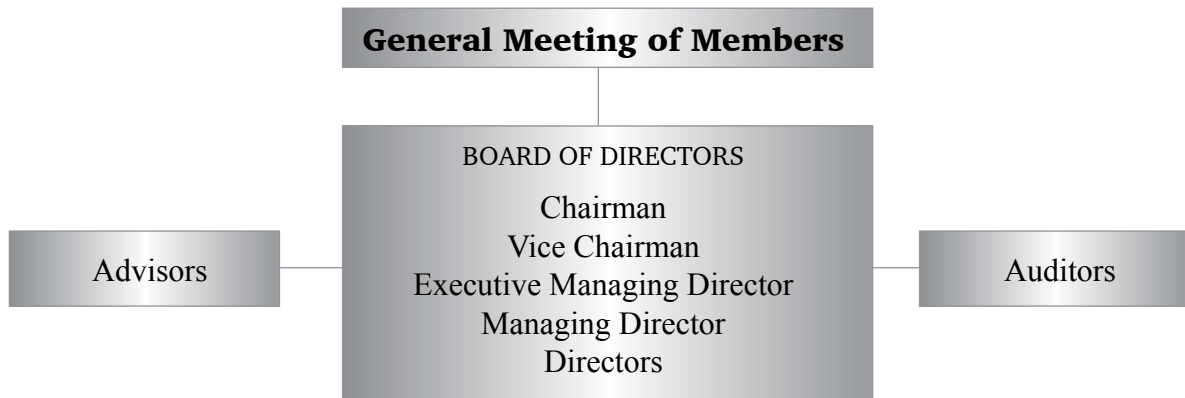 General Meeting of Members
BOARD OF DIRECTORS
Chairman
Vice Chairman
Executive Managing Director
Managing Director
Directors
Advisors
Auditors